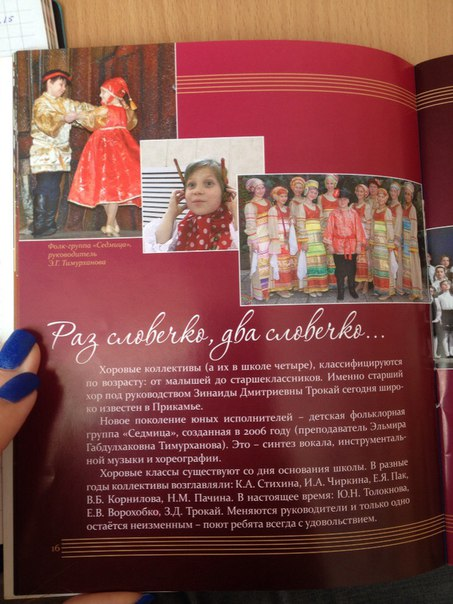 15
Фолк-группа «Седмица»,
руководитель
Э.Г. Тимурханова
Раз словечко, два словечко...
Хоровые коллективы (а их в школе четыре), классифицируются
по возрасту: от малышей до старшеклассников. Именно старший
хор под руководством Зинаиды Дмитриевны Трокай сегодня широ-
ко известен в Прикамье.
Новое поколение юных исполнителей – детская фольклорная
группа «Седмица», созданная в 2006 году (преподаватель Эльмира
Габдулхаковна Тимурханова). Это – синтез вокала, инструменталь-
ной музыки и хореографии.
Хоровые классы существуют со дня основания школы. В разные
годы коллективы возглавляли: К.А. Стихина, И.А. Чиркина, Е.Я. Пак,
В.Б. Корнилова, Н.М. Пачина. В настоящее время: Ю.Н. Толокнова,
Е.В. Ворохобко, З.Д. Трокай. Меняются руководители и только одно
остаётся неизменным – поют ребята всегда с удовольствием.
16